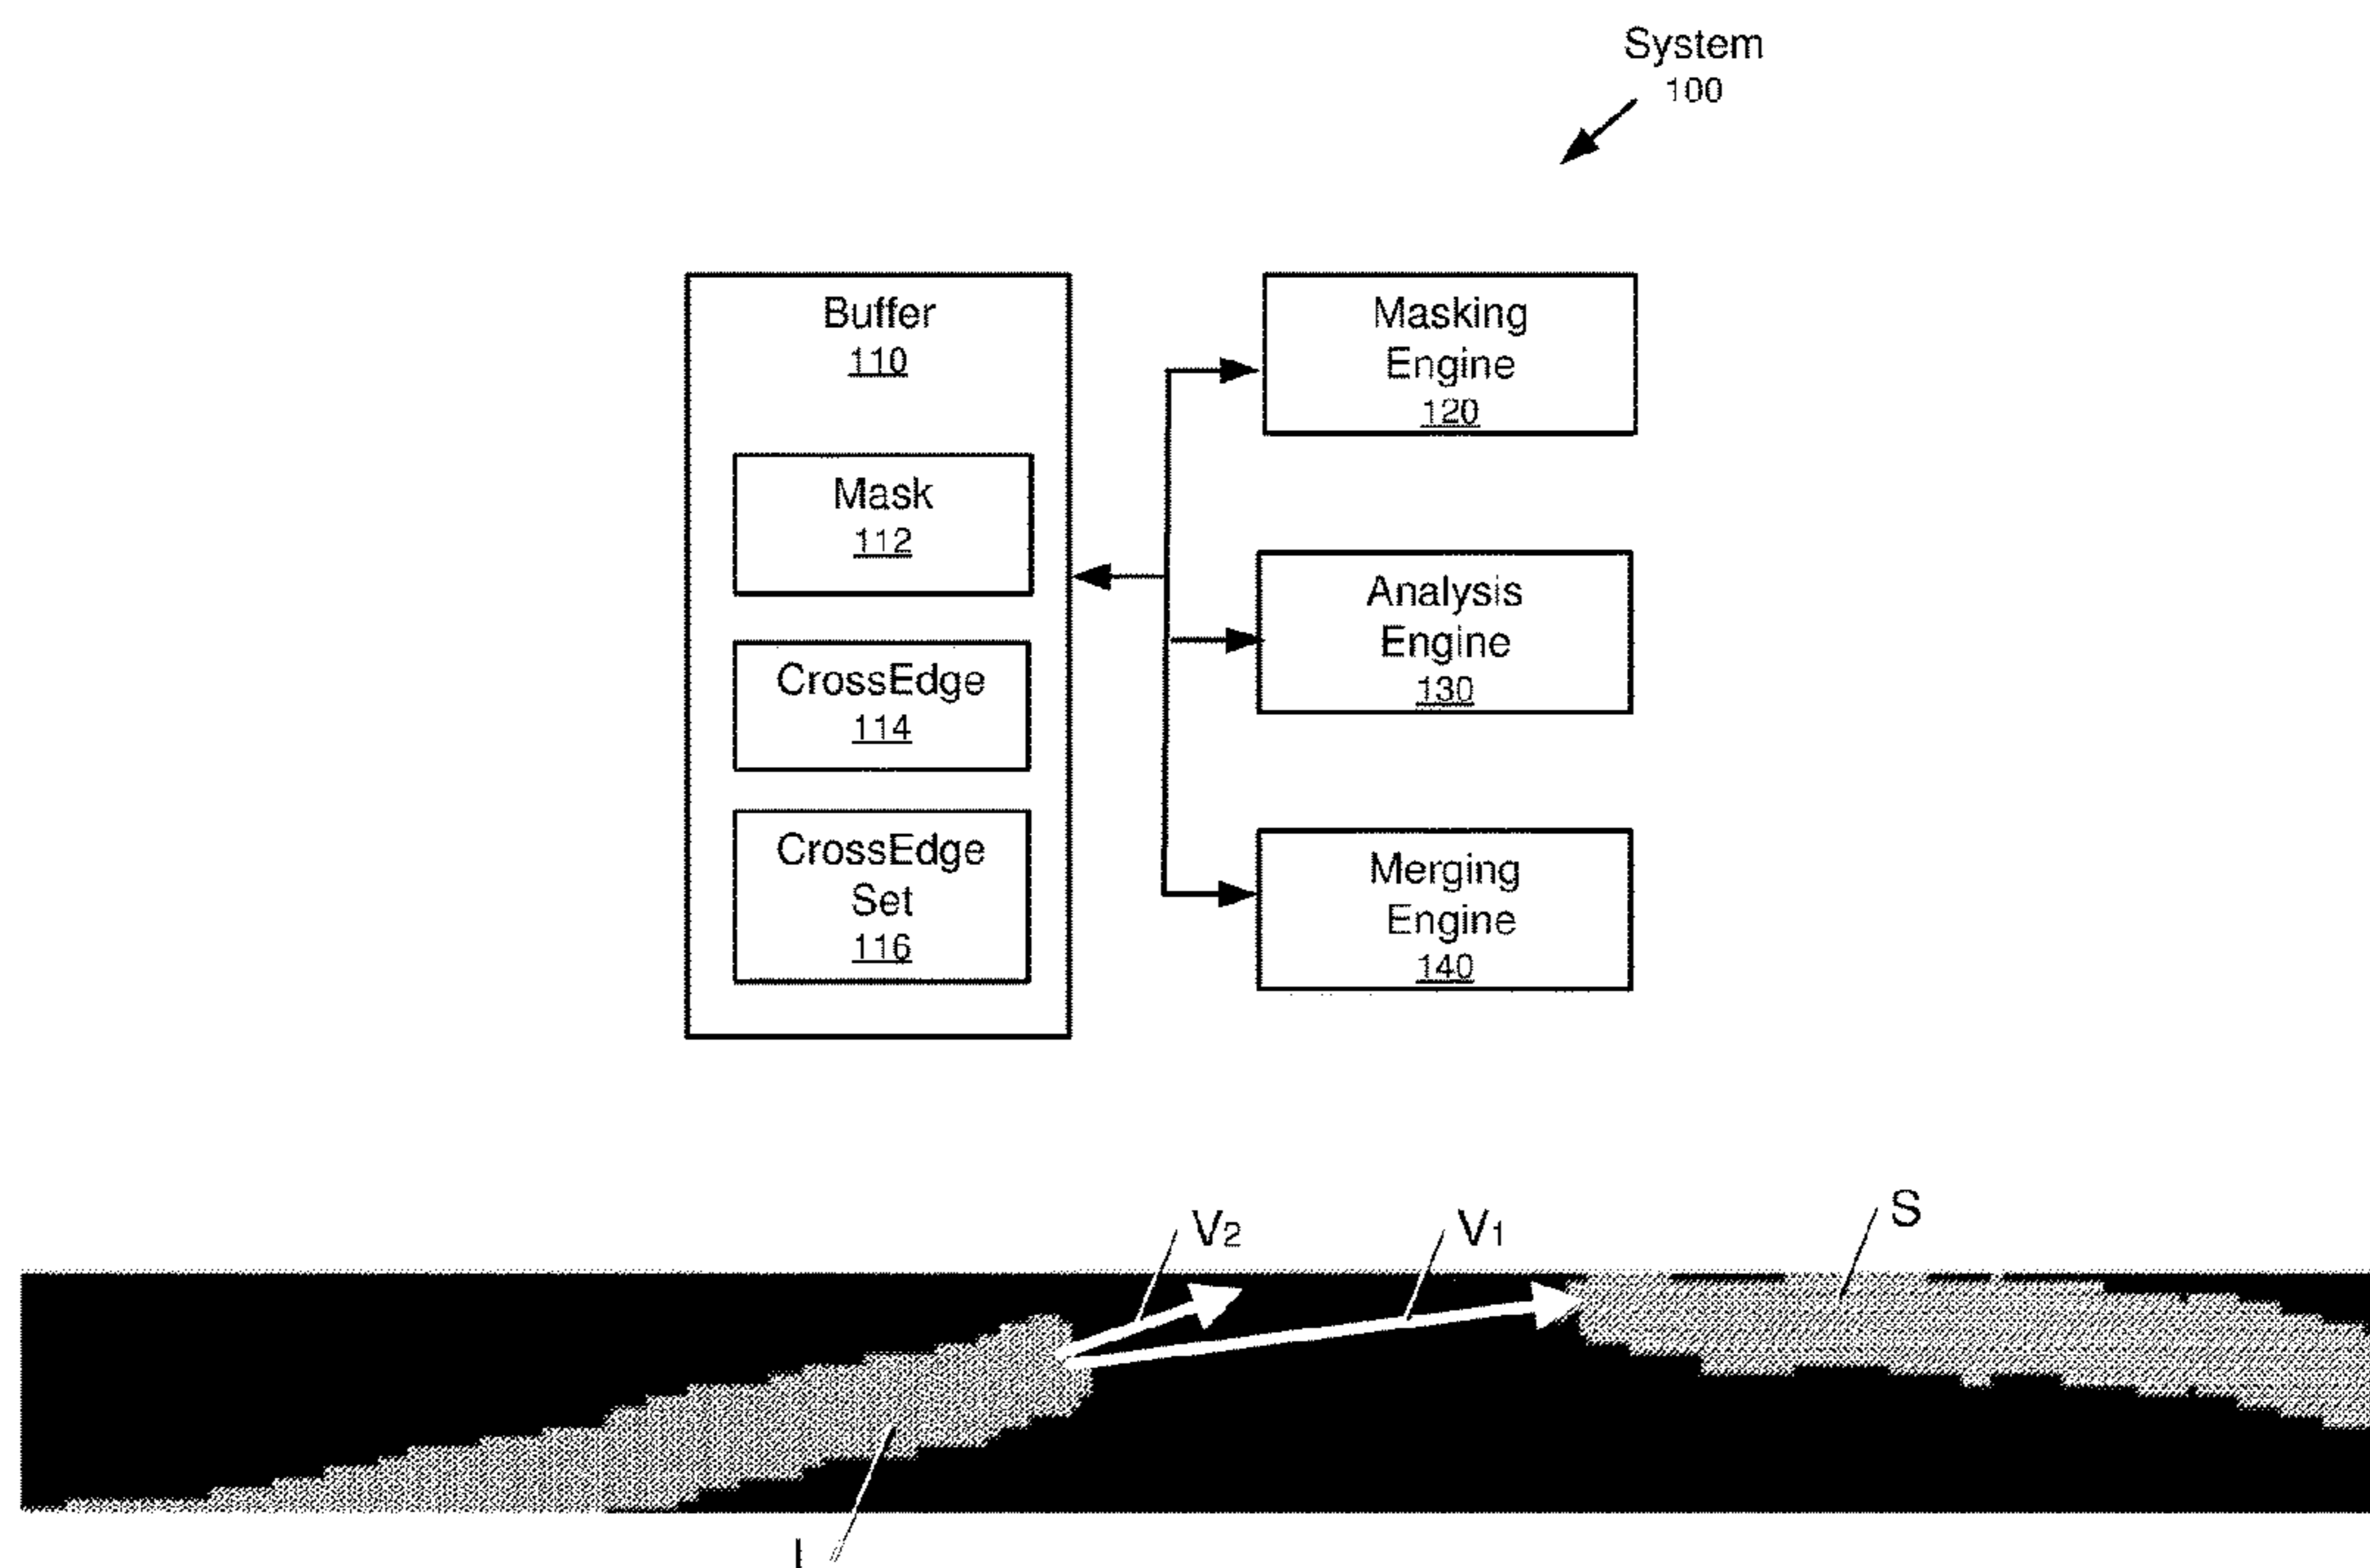 System
100
Buffer
110
Mask
112
CrossEdge
114
CrossEdge
Set
116
Masking
Engine
120
Analysis
Engine
130
Merging
Engine
140
V2
V1
S